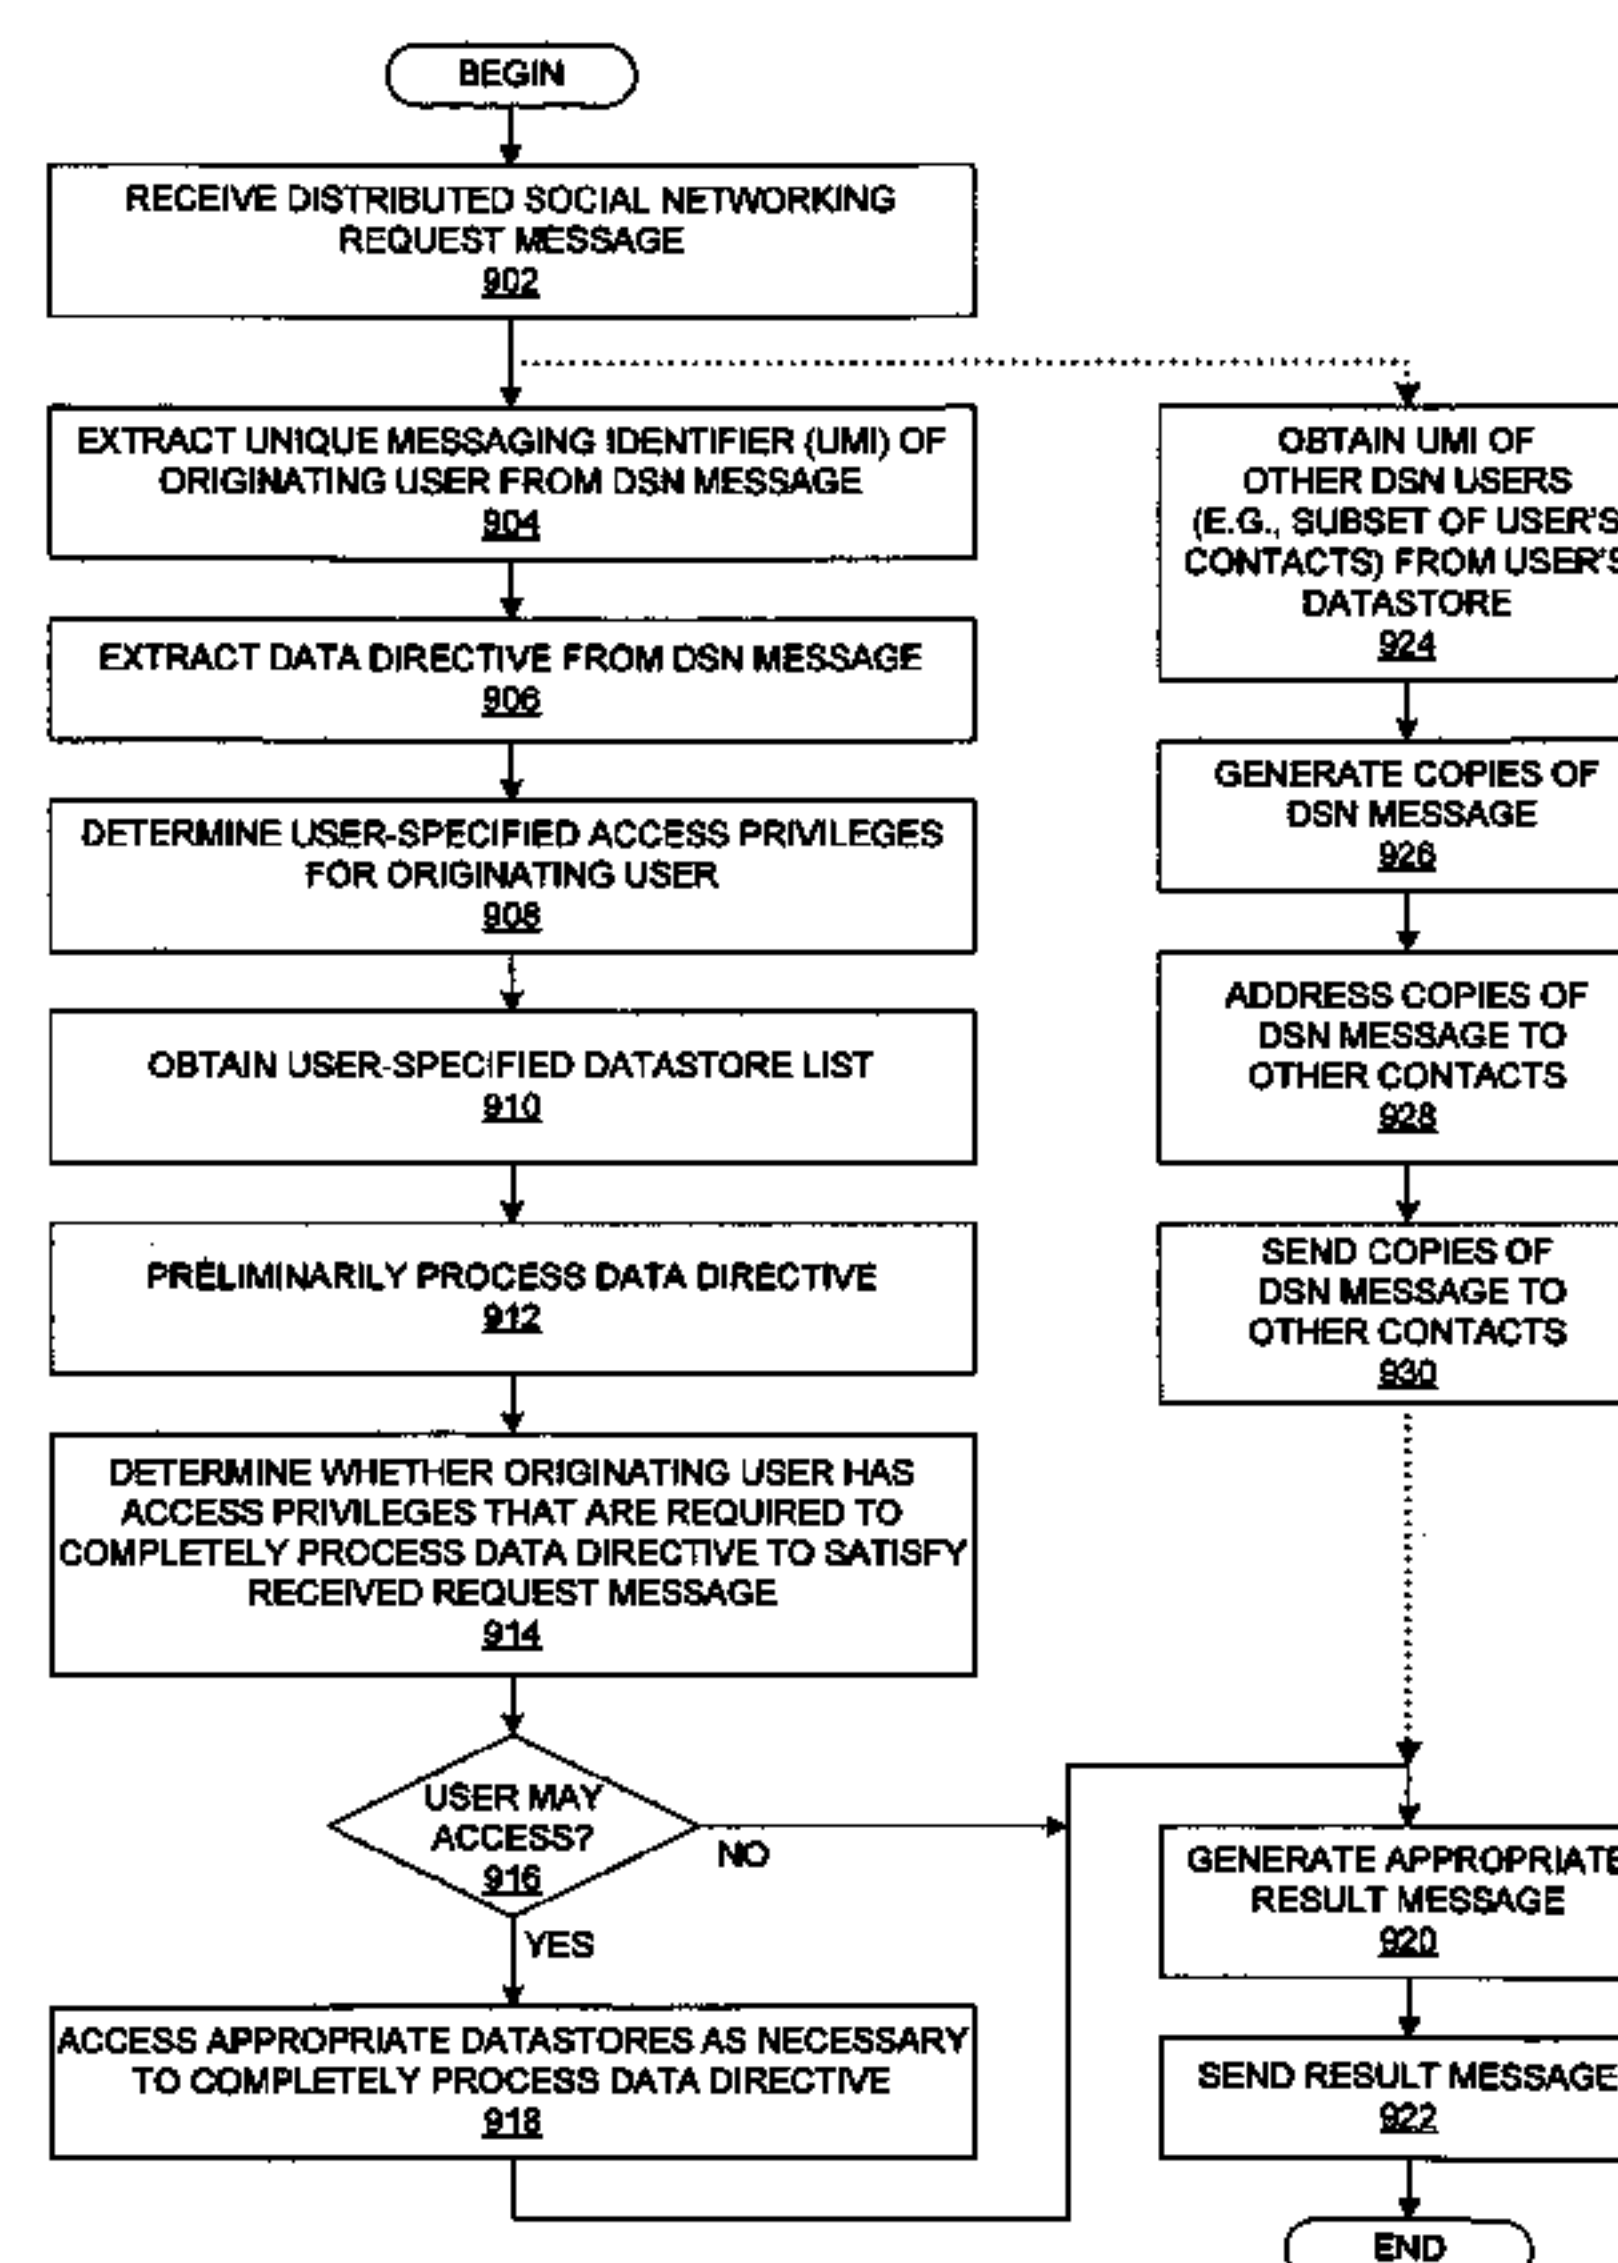 BEGIN
RECEIVE DISTRIBUTED SOCIAL NETWORKING
REQUEST MESSAGE
902
EXTRACT UNIQUE MESSAGING IDENTIFIER (UMI) OF
ORIGINATING USER FROM DSN MESSAGE
904
EXTRACT DATA DIRECTIVE FROM DSN MESSAGE
906
DETERMINE USER-SPECIFIED ACCESS PRIVILEGES
FOR ORIGINATING USER
908
OBTAIN USER-SPECIFIED DATASTORE LIST
910
PRELIMINARILY PROCESS DATA DIRECTIVE
912
DETERMINE WHETHER ORIGINATING USER HAS
ACCESS PRIVILEGES THAT ARE REQUIRED TO
COMPLETELY PROCESS DATA DIRECTIVE TO SATISFY
RECEIVED REQUEST MESSAGE
914
USER MAY
ACCESS?
916
NO
YES
ACCESS APPROPRIATE DATASTORES AS NECESSARY
TO COMPLETELY PROCESS DATA DIRECTIVE
918
OBTAIN UMI OF
OTHER DSN USERS
(E.G., SUBSET OF USER'S
CONTACTS) FROM USER'S
DATASTORE
924
GENERATE COPIES OF
DSN MESSAGE
926
ADDRESS COPIES OF
DSN MESSAGE TO
OTHER CONTACTS
928
SEND COPIES OF
DSN MESSAGE TO
OTHER CONTACTS
930
GENERATE APPROPRIATE
RESULT MESSAGE
920
SEND RESULT MESSAGE
922
END